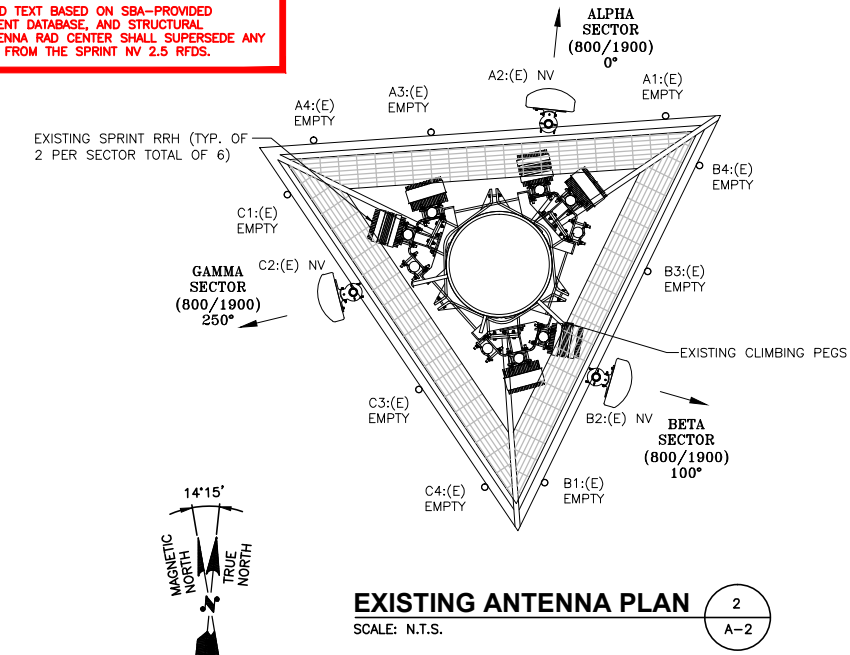 D TEXT BASED ON SBA-PROVIDED
ENT DATABASE, AND STRUCTURAL
ENNA RAD CENTER SHALL SUPERSEDE ANY
FROM THE SPRINT NV 2.5 RFDS.
ALPHA
SECTOR
(800/1900)
0°
A1:(E)
EMPTY
A2:(E) NV
A3:(E)
EMPTY
A4:(E)
EMPTY
EXISTING SPRINT RRH (TYP. OF
2 PER SECTOR TOTAL OF 6)
B4:(E)
EMPTY
C1:(E)
EMPTY
C2:(E) NV
GAMMA
SECTOR
(800/1900)
250°
B3:(E)
EMPTY
EXISTING CLIMBING PEGS
C3:(E)
EMPTY
B2:(E) NV
BETA
SECTOR
(800/1900)
100°
C4:(E)
EMPTY
B1:(E)
EMPTY
14°15'
MAGNETIC
NORTH
TRUE
NORTH
N
EXISTING ANTENNA PLAN
SCALE: N.T.S.
2
A-2